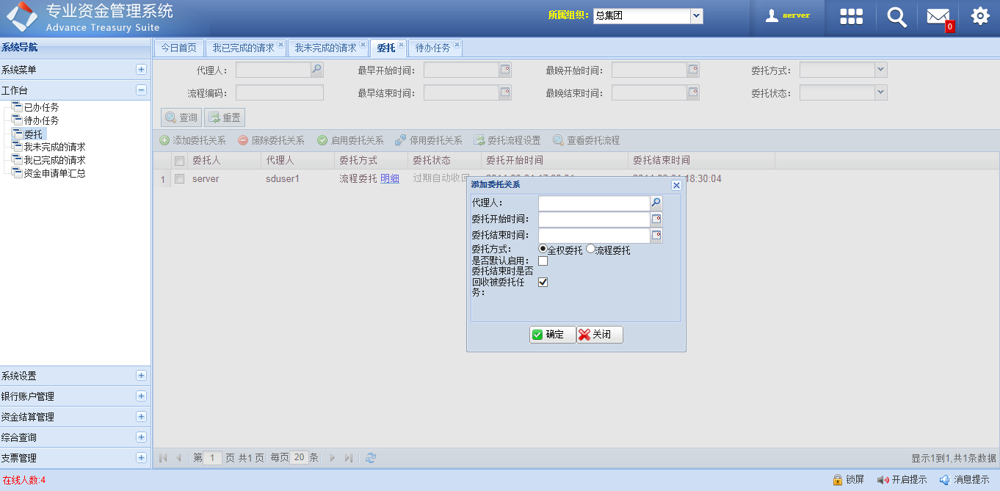 专业资金管理系统
Advance Treasury Suite
所属组织： 总集团
server
0
系统导航
系统菜单
工作台
已办任务
待办任务
委托
我未完成的请求
我已完成的请求
资金申请单汇总
系统设置
银行账户管理
资金结算管理
综合查询
支票管理
今日首页 我已完成的请求 我未完成的请求 委托 待办任务
代理人： 最早开始时间： 最晚开始时间： 委托方式：
流程编码： 最早结束时间： 最晚结束时间： 委托状态：
查询 重置
添加委托关系 废除委托关系 启用委托关系 停用委托关系 委托流程设置 查看委托流程
委托人 代理人 委托方式 委托状态 委托开始时间 委托结束时间
1 server sduser1 流程委托 明细 过期自动收回 18:30:04
添加委托关系
代理人：
委托开始时间：
委托结束时间：
委托方式： 全权委托 流程委托
是否默认启用：
委托结束时是否
回收被委托任
务：
确定 关闭
第 1 页 共1页 每页 20 条
显示1到1,共1条数据
在线人数:4
锁屏 开启提示 消息提示